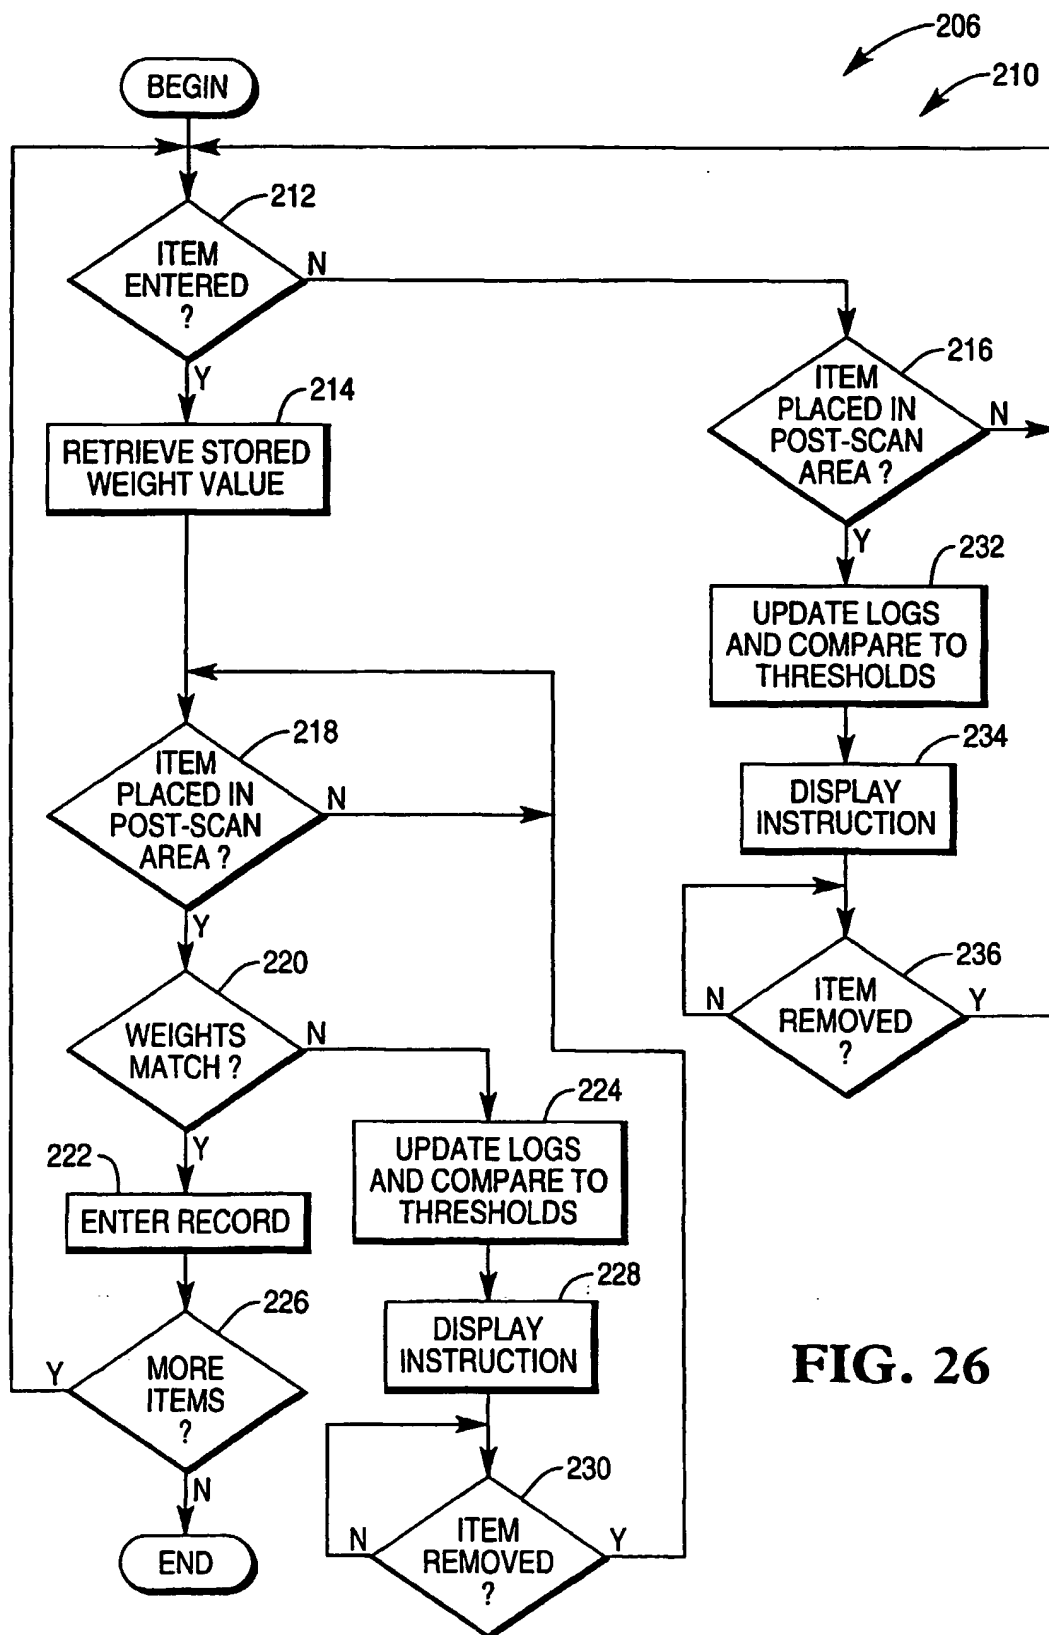 206
210
BEGIN
212
ITEM
ENTERED
?
N
Y
214
RETRIEVE STORED
WEIGHT VALUE
216
ITEM
PLACED IN
POST-SCAN
AREA ?
N
Y
232
UPDATE LOGS
AND COMPARE TO
THRESHOLDS
234
DISPLAY
INSTRUCTION
236
ITEM
REMOVED
?
N
Y
218
ITEM
PLACED IN
POST-SCAN
AREA ?
N
Y
220
WEIGHTS
MATCH ?
N
Y
222
ENTER RECORD
224
UPDATE LOGS
AND COMPARE TO
THRESHOLDS
226
MORE
ITEMS
?
Y
N
END
228
DISPLAY
INSTRUCTION
230
ITEM
REMOVED
?
N
Y
FIG. 26